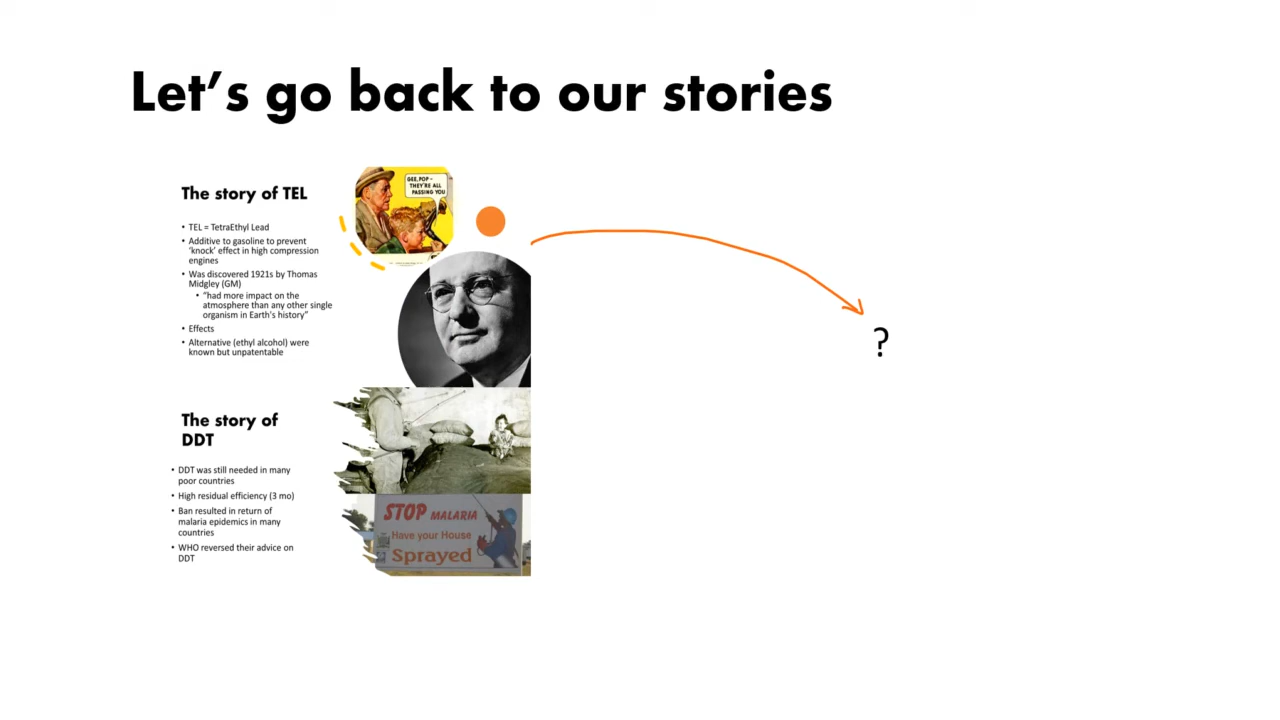 Let's go back to our stories
The story of TEL
GEE, POP -
THEY'RE ALL
PASSING YOU
• TEL = TetraEthyl Lead
• Additive to gasoline to prevent
‘knock’ effect in high compression
engines
• Was discovered 1921s by Thomas
Midgley (GM)
• “had more impact on the
atmosphere than any other single
organism in Earth's history”
• Effects
• Alternative (ethyl alcohol) were
known but unpatentable
?
The story of
DDT
• DDT was still needed in many
poor countries
• High residual efficiency (3 mo)
• Ban resulted in return of
malaria epidemics in many
countries
• WHO reversed their advice on
DDT
STOP MALARIA
Have your House
Sprayed